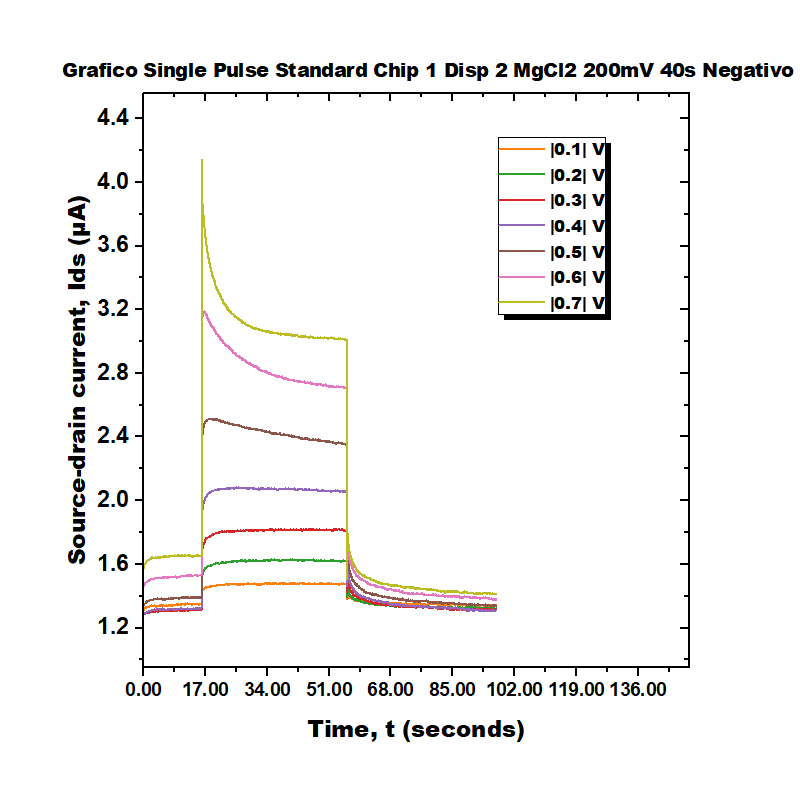 Grafico Single Pulse Standard Chip 1 Disp 2 MgCl2 200mV 40s Negativo
4.4
4.0
3.6
3.2
2.8
2.4
2.0
1.6
1.2
Source-drain current, Ids (µA)
|0.1| V
|0.2| V
|0.3| V
|0.4| V
|0.5| V
|0.6| V
|0.7| V
0.00 17.00 34.00 51.00 68.00 85.00 102.00 119.00 136.00
Time, t (seconds)